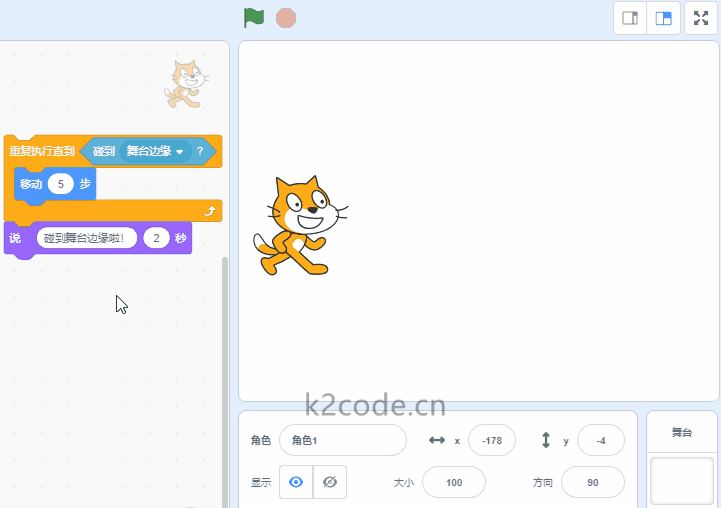 重复执行直到 碰到 舞台边缘 ?
移动 5 步
说 碰到舞台边缘啦! 2 秒
k2code.cn
角色 角色1 x -178 y -4
显示 大小 100 方向 90
舞台